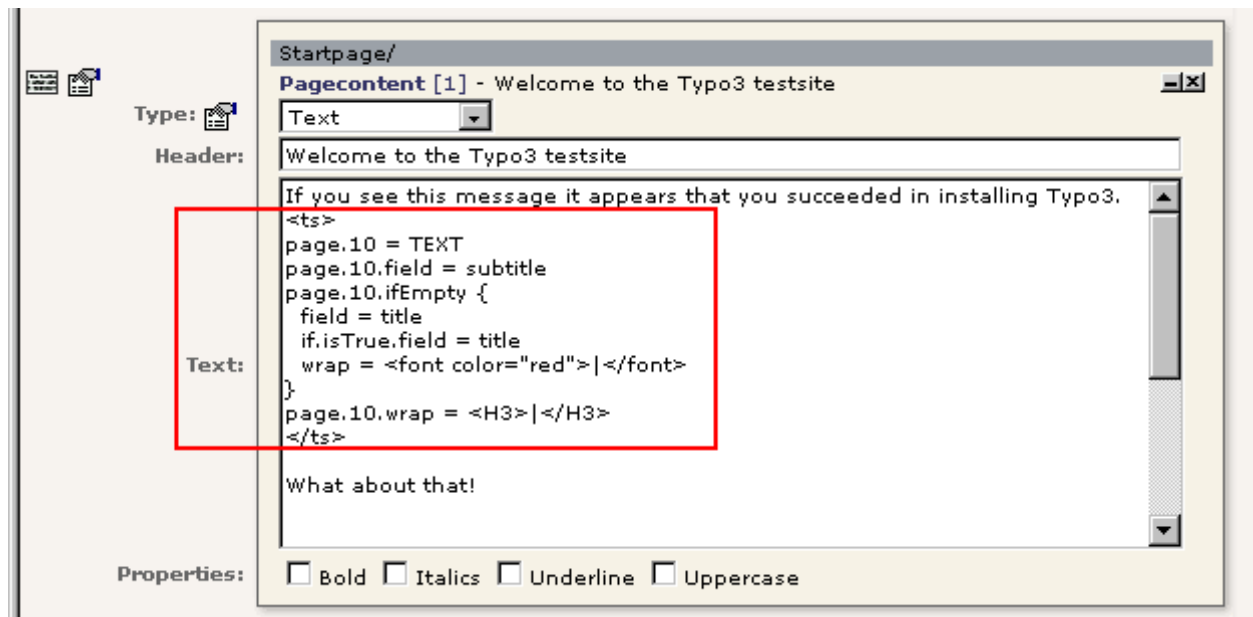 Startpage/
Pagecontent [1] - Welcome to the Typo3 testsite
Type: Text
Header: Welcome to the Typo3 testsite
If you see this message it appears that you succeeded in installing Typo3.
<ts>
page.10 = TEXT
page.10.field = subtitle
page.10.ifEmpty {
field = title
if.isTrue.field = title
Text: wrap = <font color="red">|</font>
}
page.10.wrap = <H3>|</H3>
</ts>
What about that!
Properties: Bold Italics Underline Uppercase